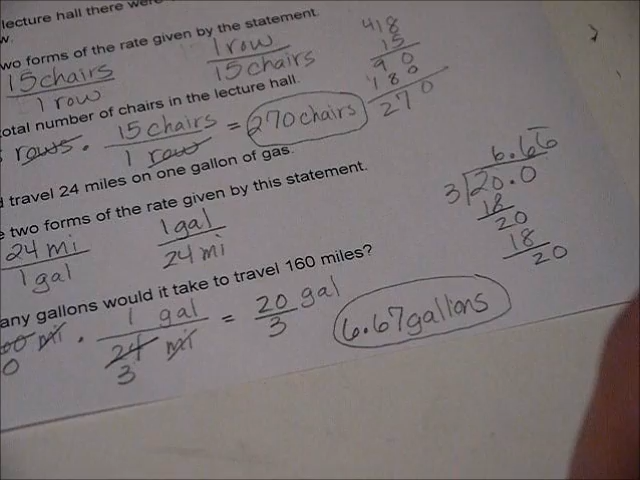 lecture hall there were
w.
wo forms of the rate given by the statement.
15 chairs / 1 row    1 row / 15 chairs
otal number of chairs in the lecture hall.
rows · 15 chairs / 1 row = 270 chairs
418
15
90
180
270
travel 24 miles on one gallon of gas.
e two forms of the rate given by this statement.
24 mi / 1 gal    1 gal / 24 mi
any gallons would it take to travel 160 miles?
mi · 1 gal / 24 mi = 20/3 gal    6.67 gallons
0    3
6.66
3 20.0
18
20
18
20